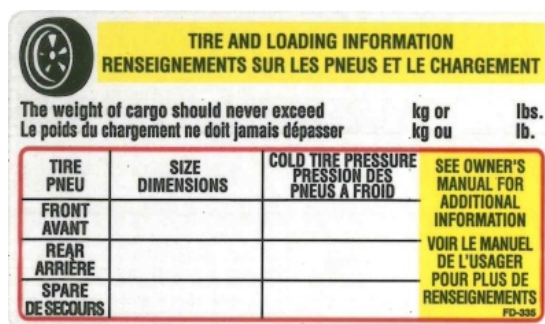 TIRE AND LOADING INFORMATION
RENSEIGNEMENTS SUR LES PNEUS ET LE CHARGEMENT
The weight of cargo should never exceed kg or lbs.
Le poids du chargement ne doit jamais dépasser kg ou lb.
TIRE
PNEU
SIZE
DIMENSIONS
COLD TIRE PRESSURE
PRESSION DES
PNEUS A FROID
SEE OWNER'S
MANUAL FOR
ADDITIONAL
INFORMATION
VOIR LE MANUEL
DE L'USAGER
POUR PLUS DE
RENSEIGNEMENTS
FRONT
AVANT
REAR
ARRIÈRE
SPARE
DE SECOURS
FD-335